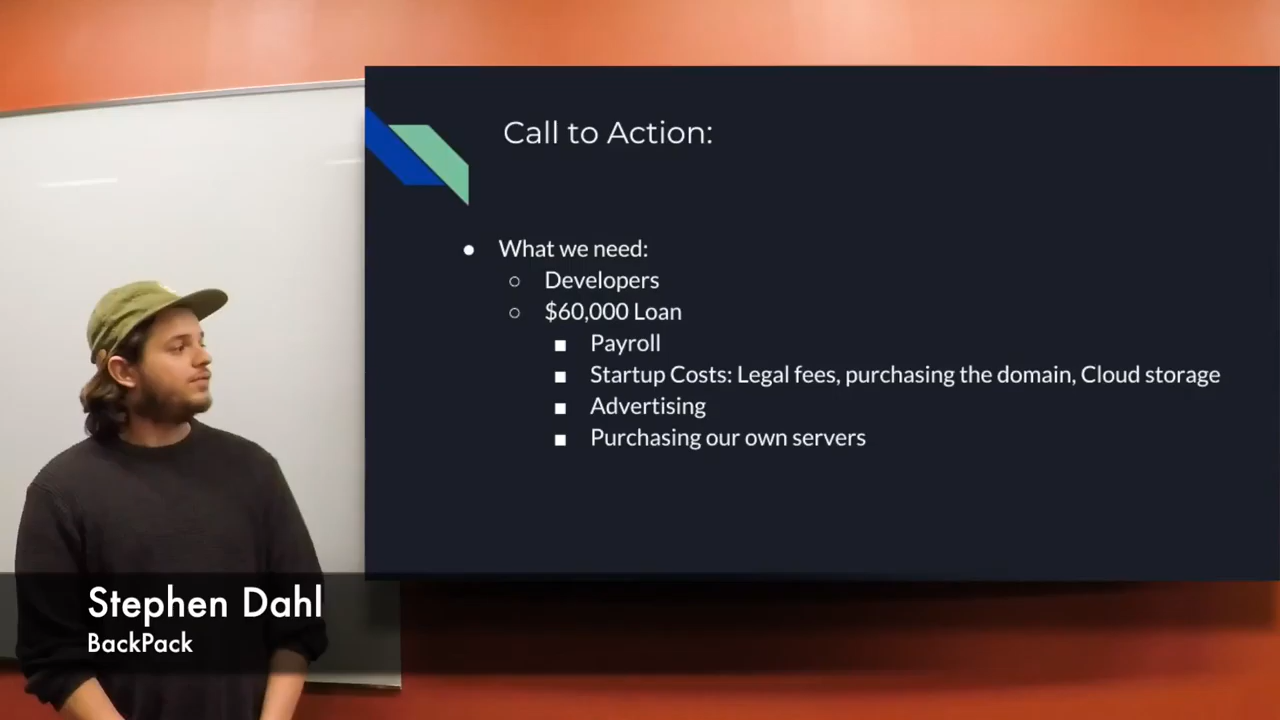 Call to Action:
● What we need:
○ Developers
○ $60,000 Loan
■ Payroll
■ Startup Costs: Legal fees, purchasing the domain, Cloud storage
■ Advertising
■ Purchasing our own servers
Stephen Dahl
BackPack